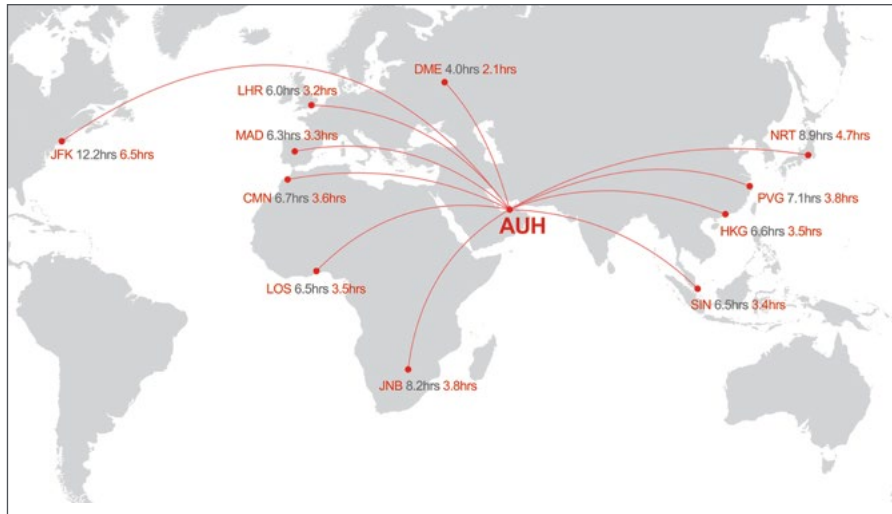 DME 4.0hrs 2.1hrs
LHR 6.0hrs 3.2hrs
MAD 6.3hrs 3.3hrs
NRT 8.9hrs 4.7hrs
JFK 12.2hrs 6.5hrs
CMN 6.7hrs 3.6hrs
PVG 7.1hrs 3.8hrs
AUH
HKG 6.6hrs 3.5hrs
LOS 6.5hrs 3.5hrs
SIN 6.5hrs 3.4hrs
JNB 8.2hrs 3.8hrs